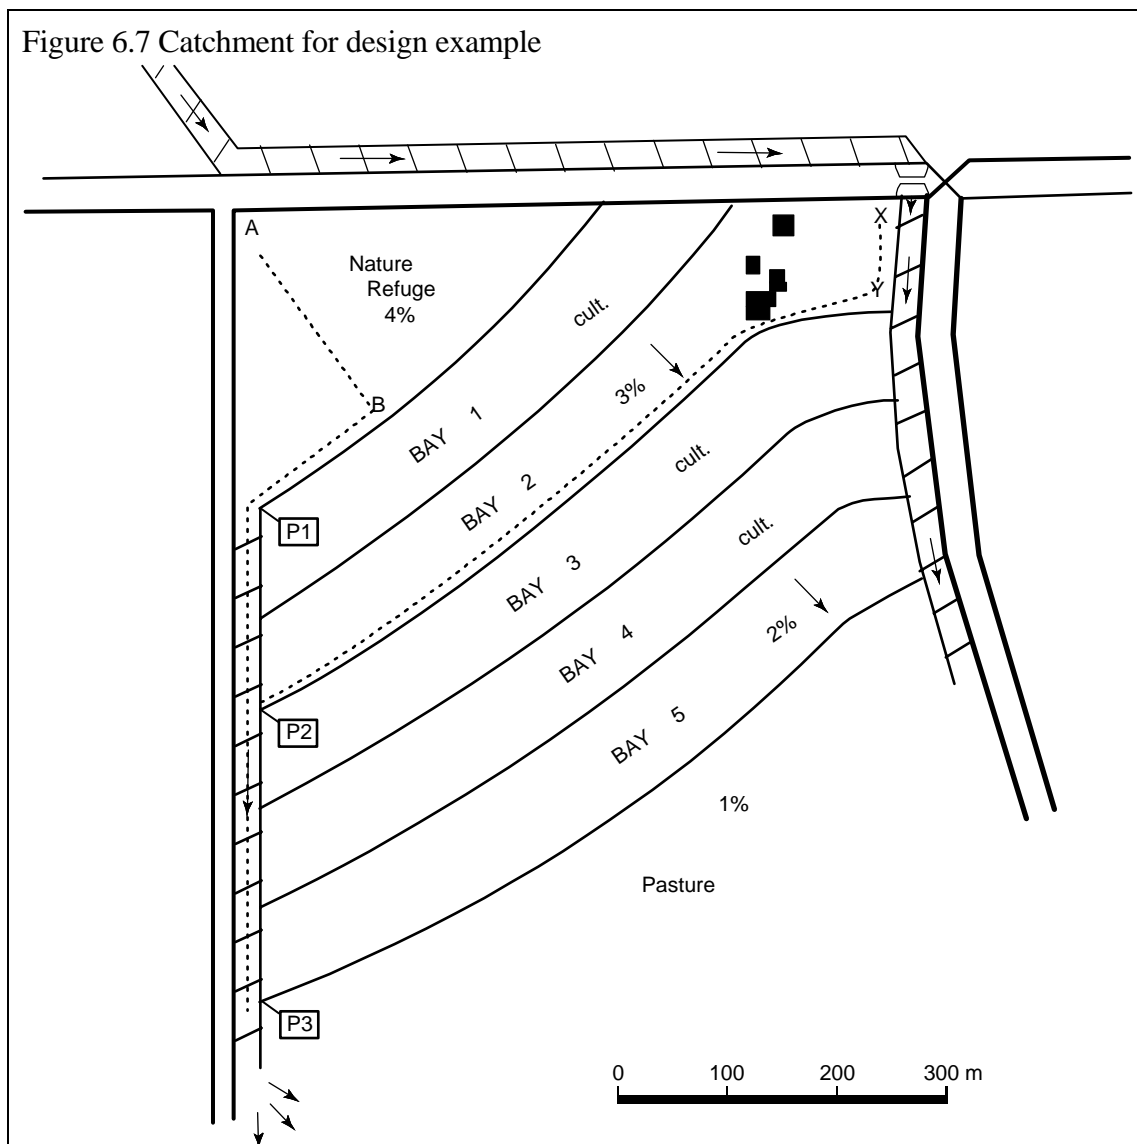 Figure 6.7 Catchment for design example
A
X
Nature
Refuge
4%
cult.
Y
3%
B
BAY 1
cult.
BAY 2
P1
cult.
BAY 3
2%
BAY 4
P2
BAY 5
1%
Pasture
P3
0 100 200 300 m